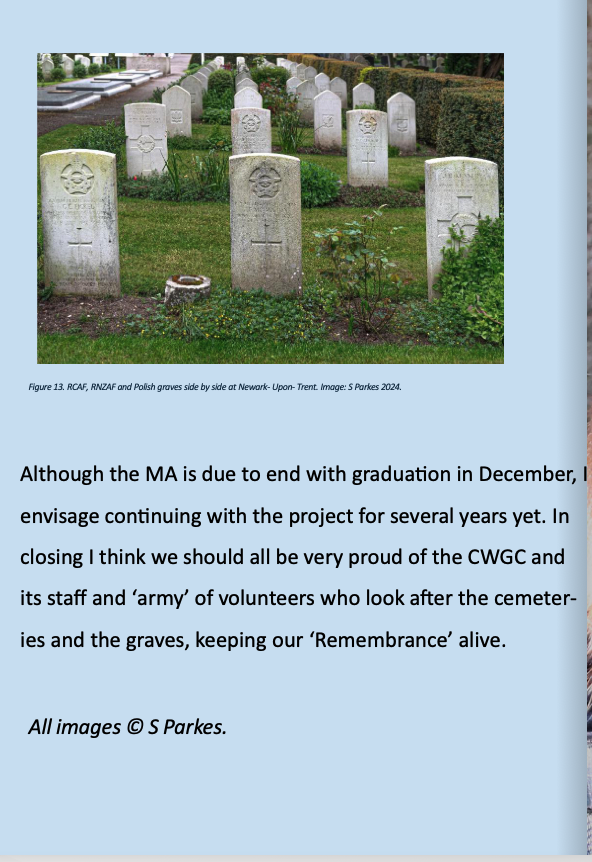 Figure 13. RCAF, RNZAF and Polish graves side by side at Newark- Upon- Trent. Image: S Parkes 2024.
Although the MA is due to end with graduation in December, I
envisage continuing with the project for several years yet. In
closing I think we should all be very proud of the CWGC and
its staff and ‘army’ of volunteers who look after the cemeter-
ies and the graves, keeping our ‘Remembrance’ alive.
All images © S Parkes.